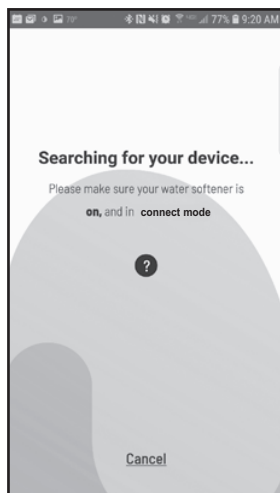 70° 77% 9:20 AM
Searching for your device...
Please make sure your water softener is
on, and in connect mode
?
Cancel